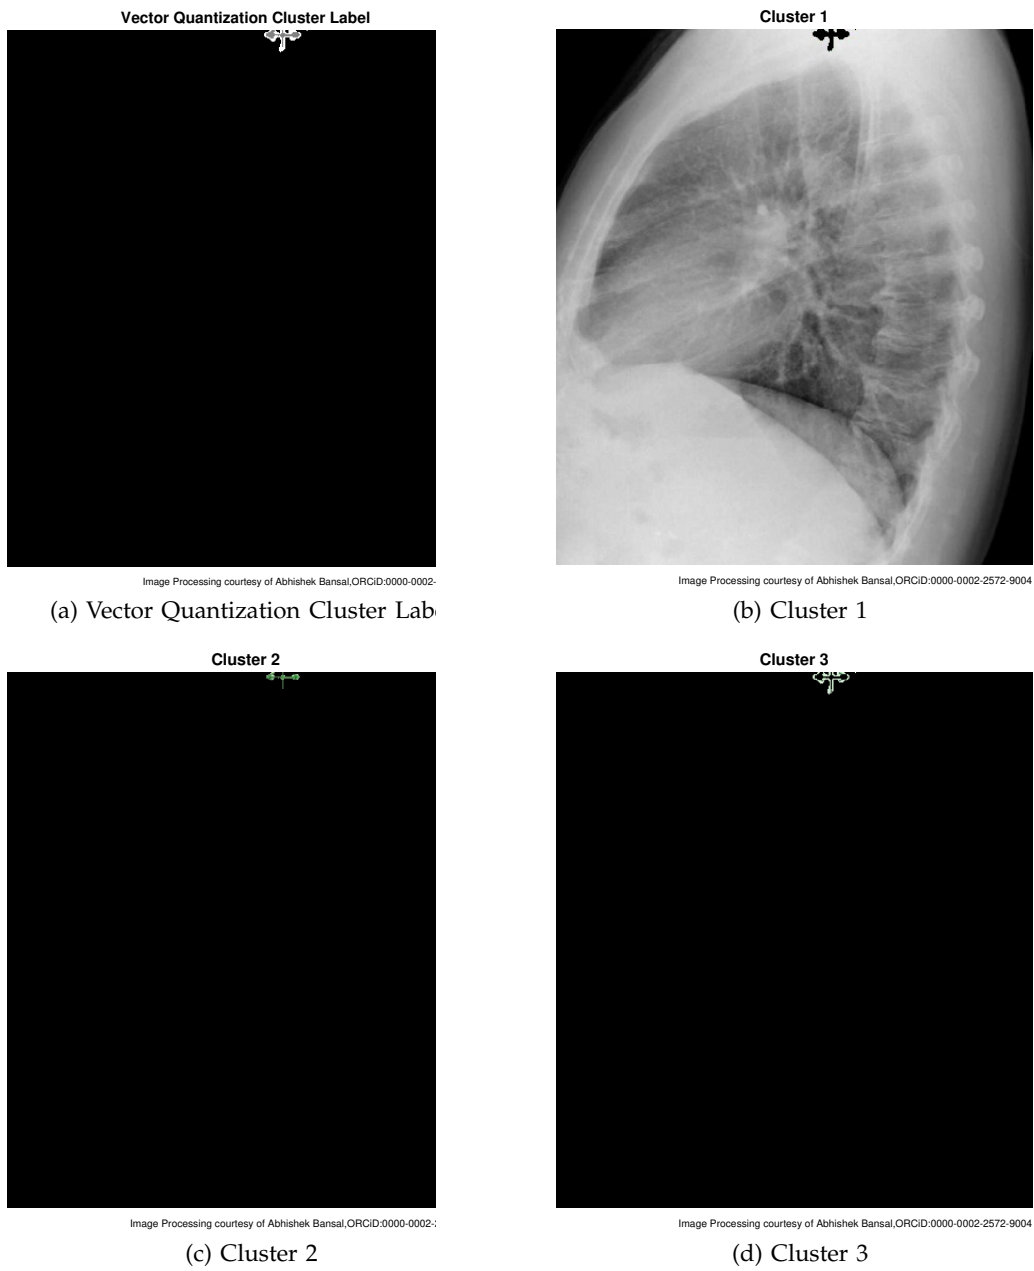 Vector Quantization Cluster Label
Cluster 1
Image Processing courtesy of Abhishek Bansal,ORCiD:0000-0002-
Image Processing courtesy of Abhishek Bansal,ORCiD:0000-0002-2572-9004
(a) Vector Quantization Cluster Labe
(b) Cluster 1
Cluster 2
Cluster 3
Image Processing courtesy of Abhishek Bansal,ORCiD:0000-0002-2
Image Processing courtesy of Abhishek Bansal,ORCiD:0000-0002-2572-9004
(c) Cluster 2
(d) Cluster 3